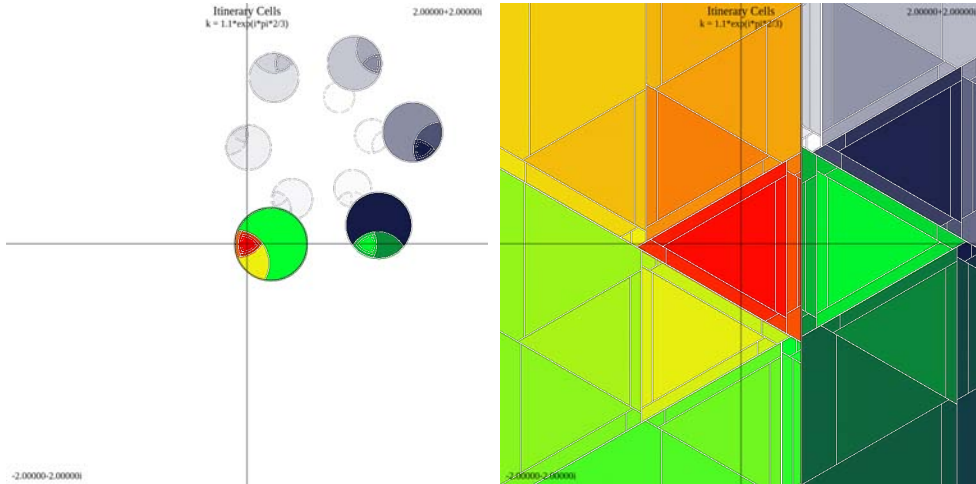 Itinerary Cells
k = 1.1*exp(i*pi*2/3)
2.00000+2.00000i
-2.00000-2.00000i
Itinerary Cells
k = 1.1*exp(i*pi*2/3)
2.00000+2.00000i
-2.00000-2.00000i